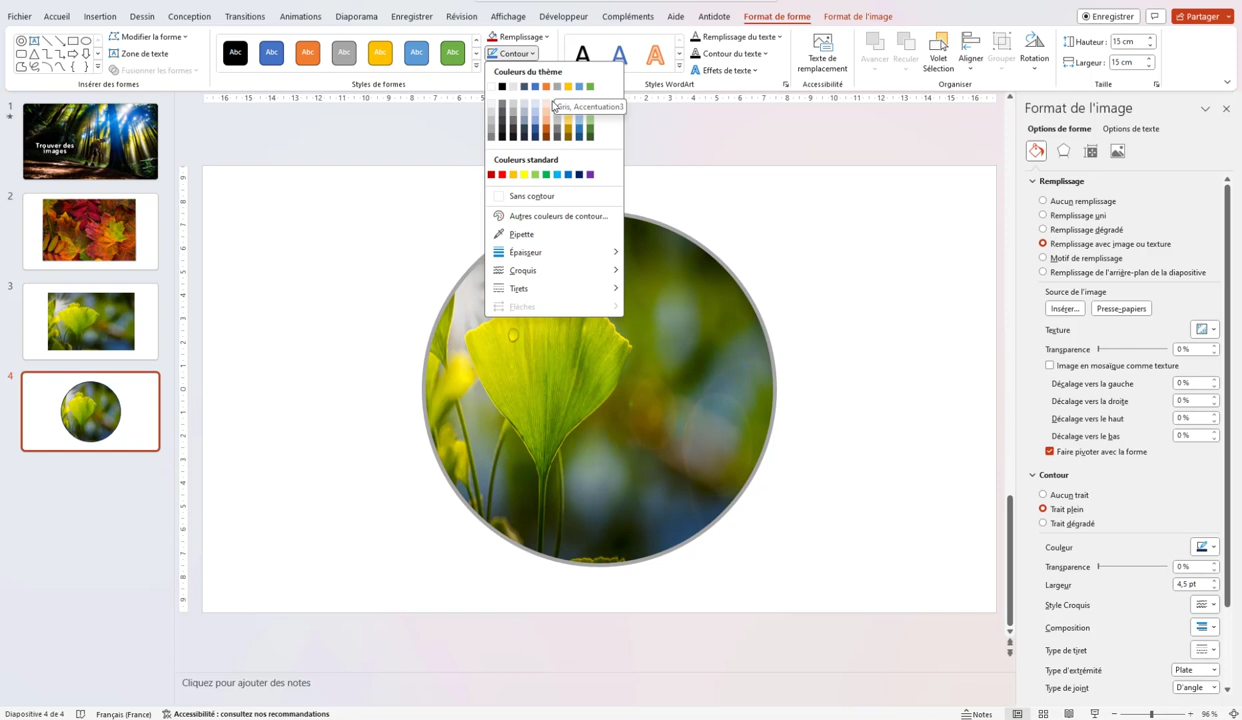 Fichier Accueil Insertion Dessin Conception Transitions Animations Diaporama Enregistrer Révision Affichage Développeur Compléments Aide Antidote Format de forme Format de l'image Enregistrer Partager
Modifier la forme
Zone de texte
Fusionner les formes
Insérer des formes
Abc Abc Abc Abc Abc Abc Abc
Styles de formes
Remplissage
Contour
A A A
Styles WordArt
Remplissage du texte
Contour du texte
Effets de texte
Texte de
remplacement
Accessibilité
Avancer Reculer Volet
Sélection
Aligner Grouper Rotation
Organiser
Hauteur : 15 cm
Largeur : 15 cm
Taille
Couleurs du thème
Gris, Accentuation3
Couleurs standard
Sans contour
Autres couleurs de contour...
Pipette
Épaisseur
Croquis
Tirets
Flèches
1
Trouver des
images
2
3
4
Format de l'image
Options de forme Options de texte
Remplissage
Aucun remplissage
Remplissage uni
Remplissage dégradé
Remplissage avec image ou texture
Motif de remplissage
Remplissage de l'arrière-plan de la diapositive
Source de l'image
Insérer... Presse-papiers
Texture
Transparence 0 %
Image en mosaïque comme texture
Décalage vers la gauche 0 %
Décalage vers la droite 0 %
Décalage vers le haut 0 %
Décalage vers le bas 0 %
Faire pivoter avec la forme
Contour
Aucun trait
Trait plein
Trait dégradé
Couleur
Transparence 0 %
Largeur 4,5 pt
Style Croquis
Composition
Type de tiret
Type d'extrémité Plate
Type de joint D'angle
Cliquez pour ajouter des notes
Diapositive 4 de 4 Français (France) Accessibilité : consultez nos recommandations Notes 96 %